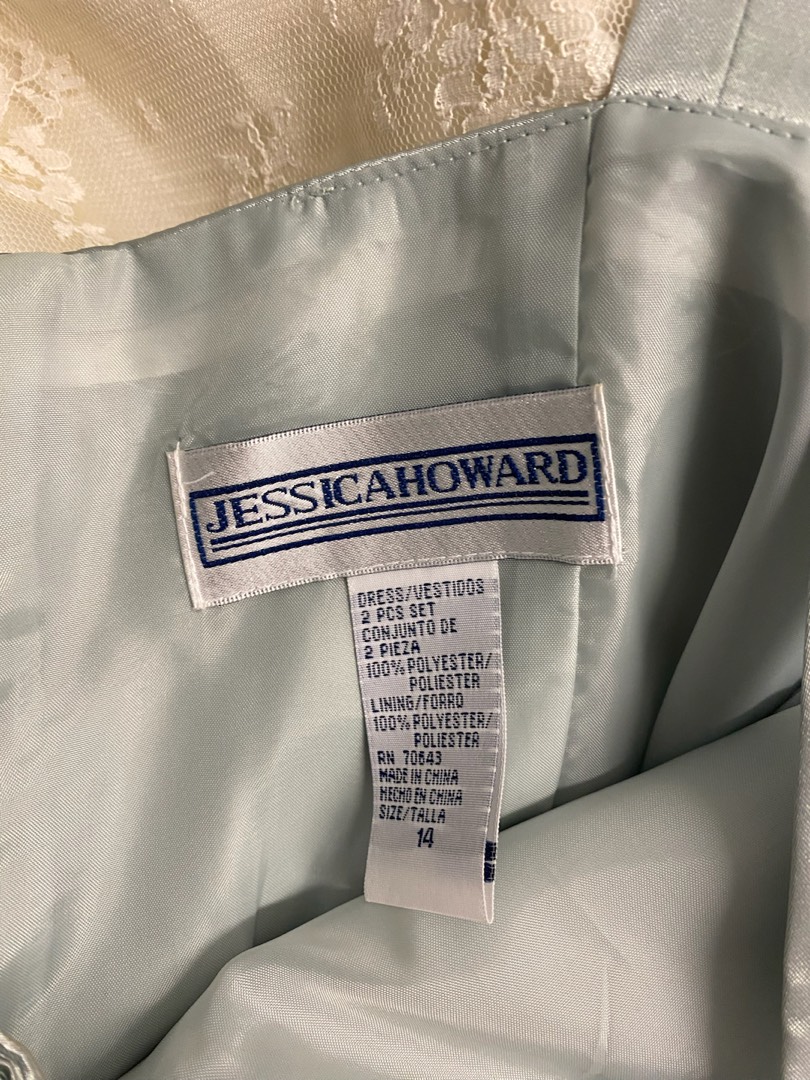 JESSICAHOWARD
DRESS/VESTIDOS
2 PCS SET
CONJUNTO DE
2 PIEZA
100% POLYESTER/
POLIESTER
LINING/FORRO
100% POLYESTER/
POLIESTER
RN 70643
MADE IN CHINA
HECHO EN CHINA
SIZE/TALLA
14